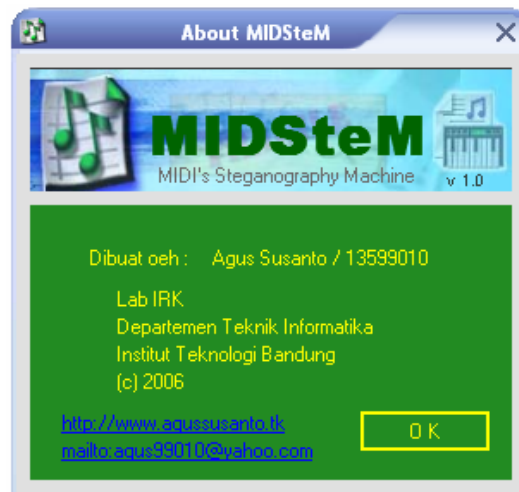 About MIDSteM
MIDSteM
MIDI's Steganography Machine
v 1.0
Dibuat oeh : Agus Susanto / 13599010
Lab IRK
Departemen Teknik Informatika
Institut Teknologi Bandung
(c) 2006
http://www.agussusanto.tk
mailto:agus99010@yahoo.com
O K